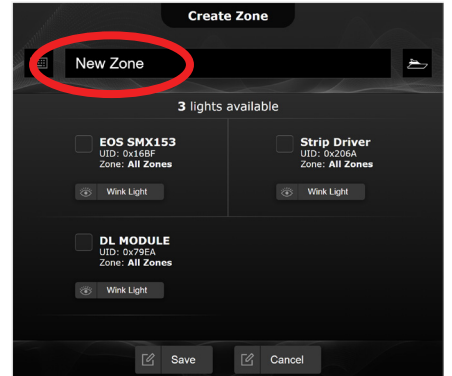 Create Zone
New Zone
3 lights available
EOS SMX153
UID: 0x16BF
Zone: All Zones
Wink Light
Strip Driver
UID: 0x206A
Zone: All Zones
Wink Light
DL MODULE
UID: 0x79EA
Zone: All Zones
Wink Light
Save
Cancel